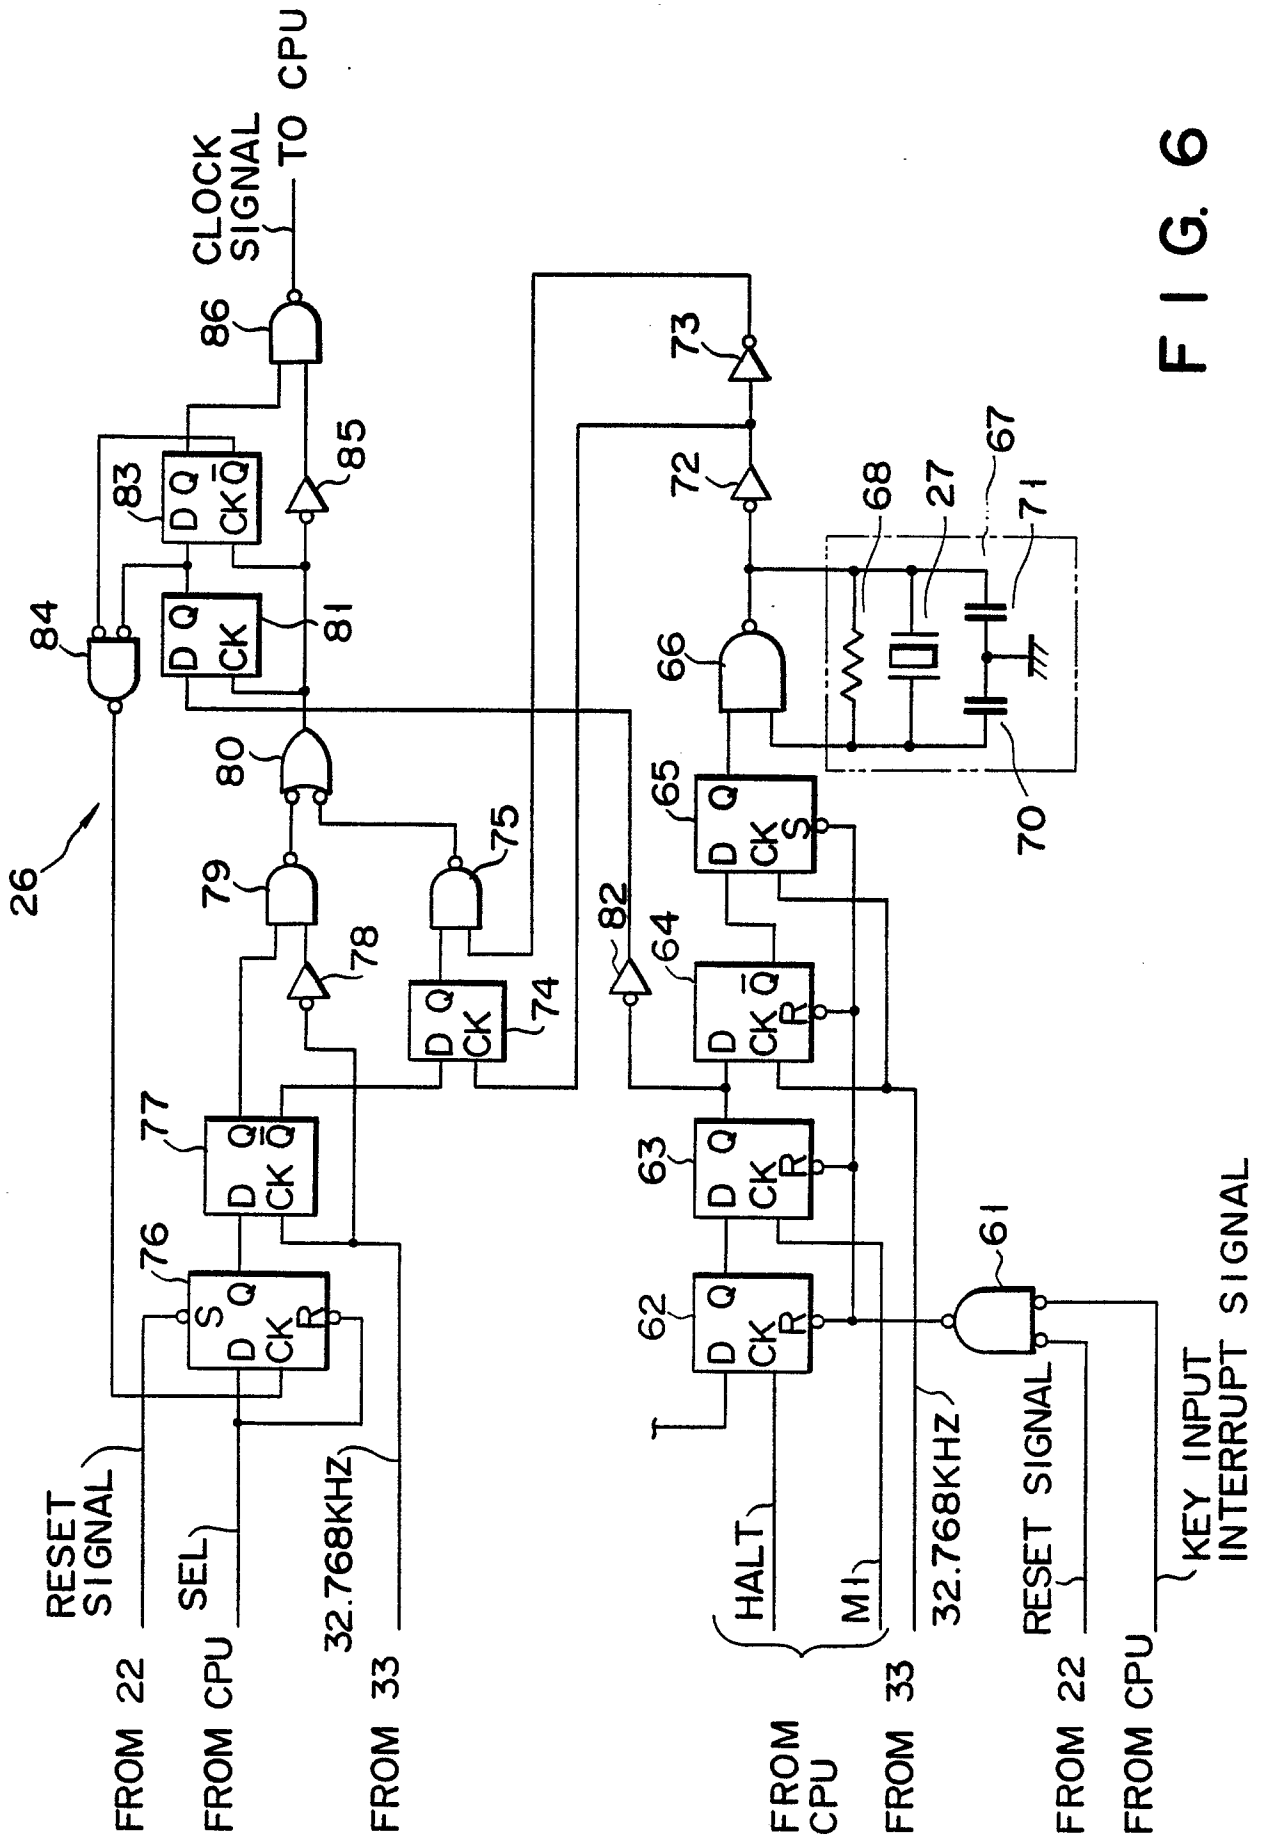 26
84
83
D Q
CK Q̅
81
D Q
CK
85
86
CLOCK
SIGNAL
TO CPU
RESET
SIGNAL
FROM 22
SEL
FROM CPU
32.768KHZ
FROM 33
76
S
D Q
CK
R
77
D Q
CK Q̅
78
79
80
74
D Q
CK
75
82
73
72
HALT
M1
FROM
CPU
32.768KHZ
FROM 33
RESET SIGNAL
FROM 22
KEY INPUT
INTERRUPT SIGNAL
FROM CPU
61
62
D Q
CK
R
63
D Q
CK
R
64
D
CK Q̅
R
65
D Q
CK
S
66
68
27
67
71
70
FIG. 6